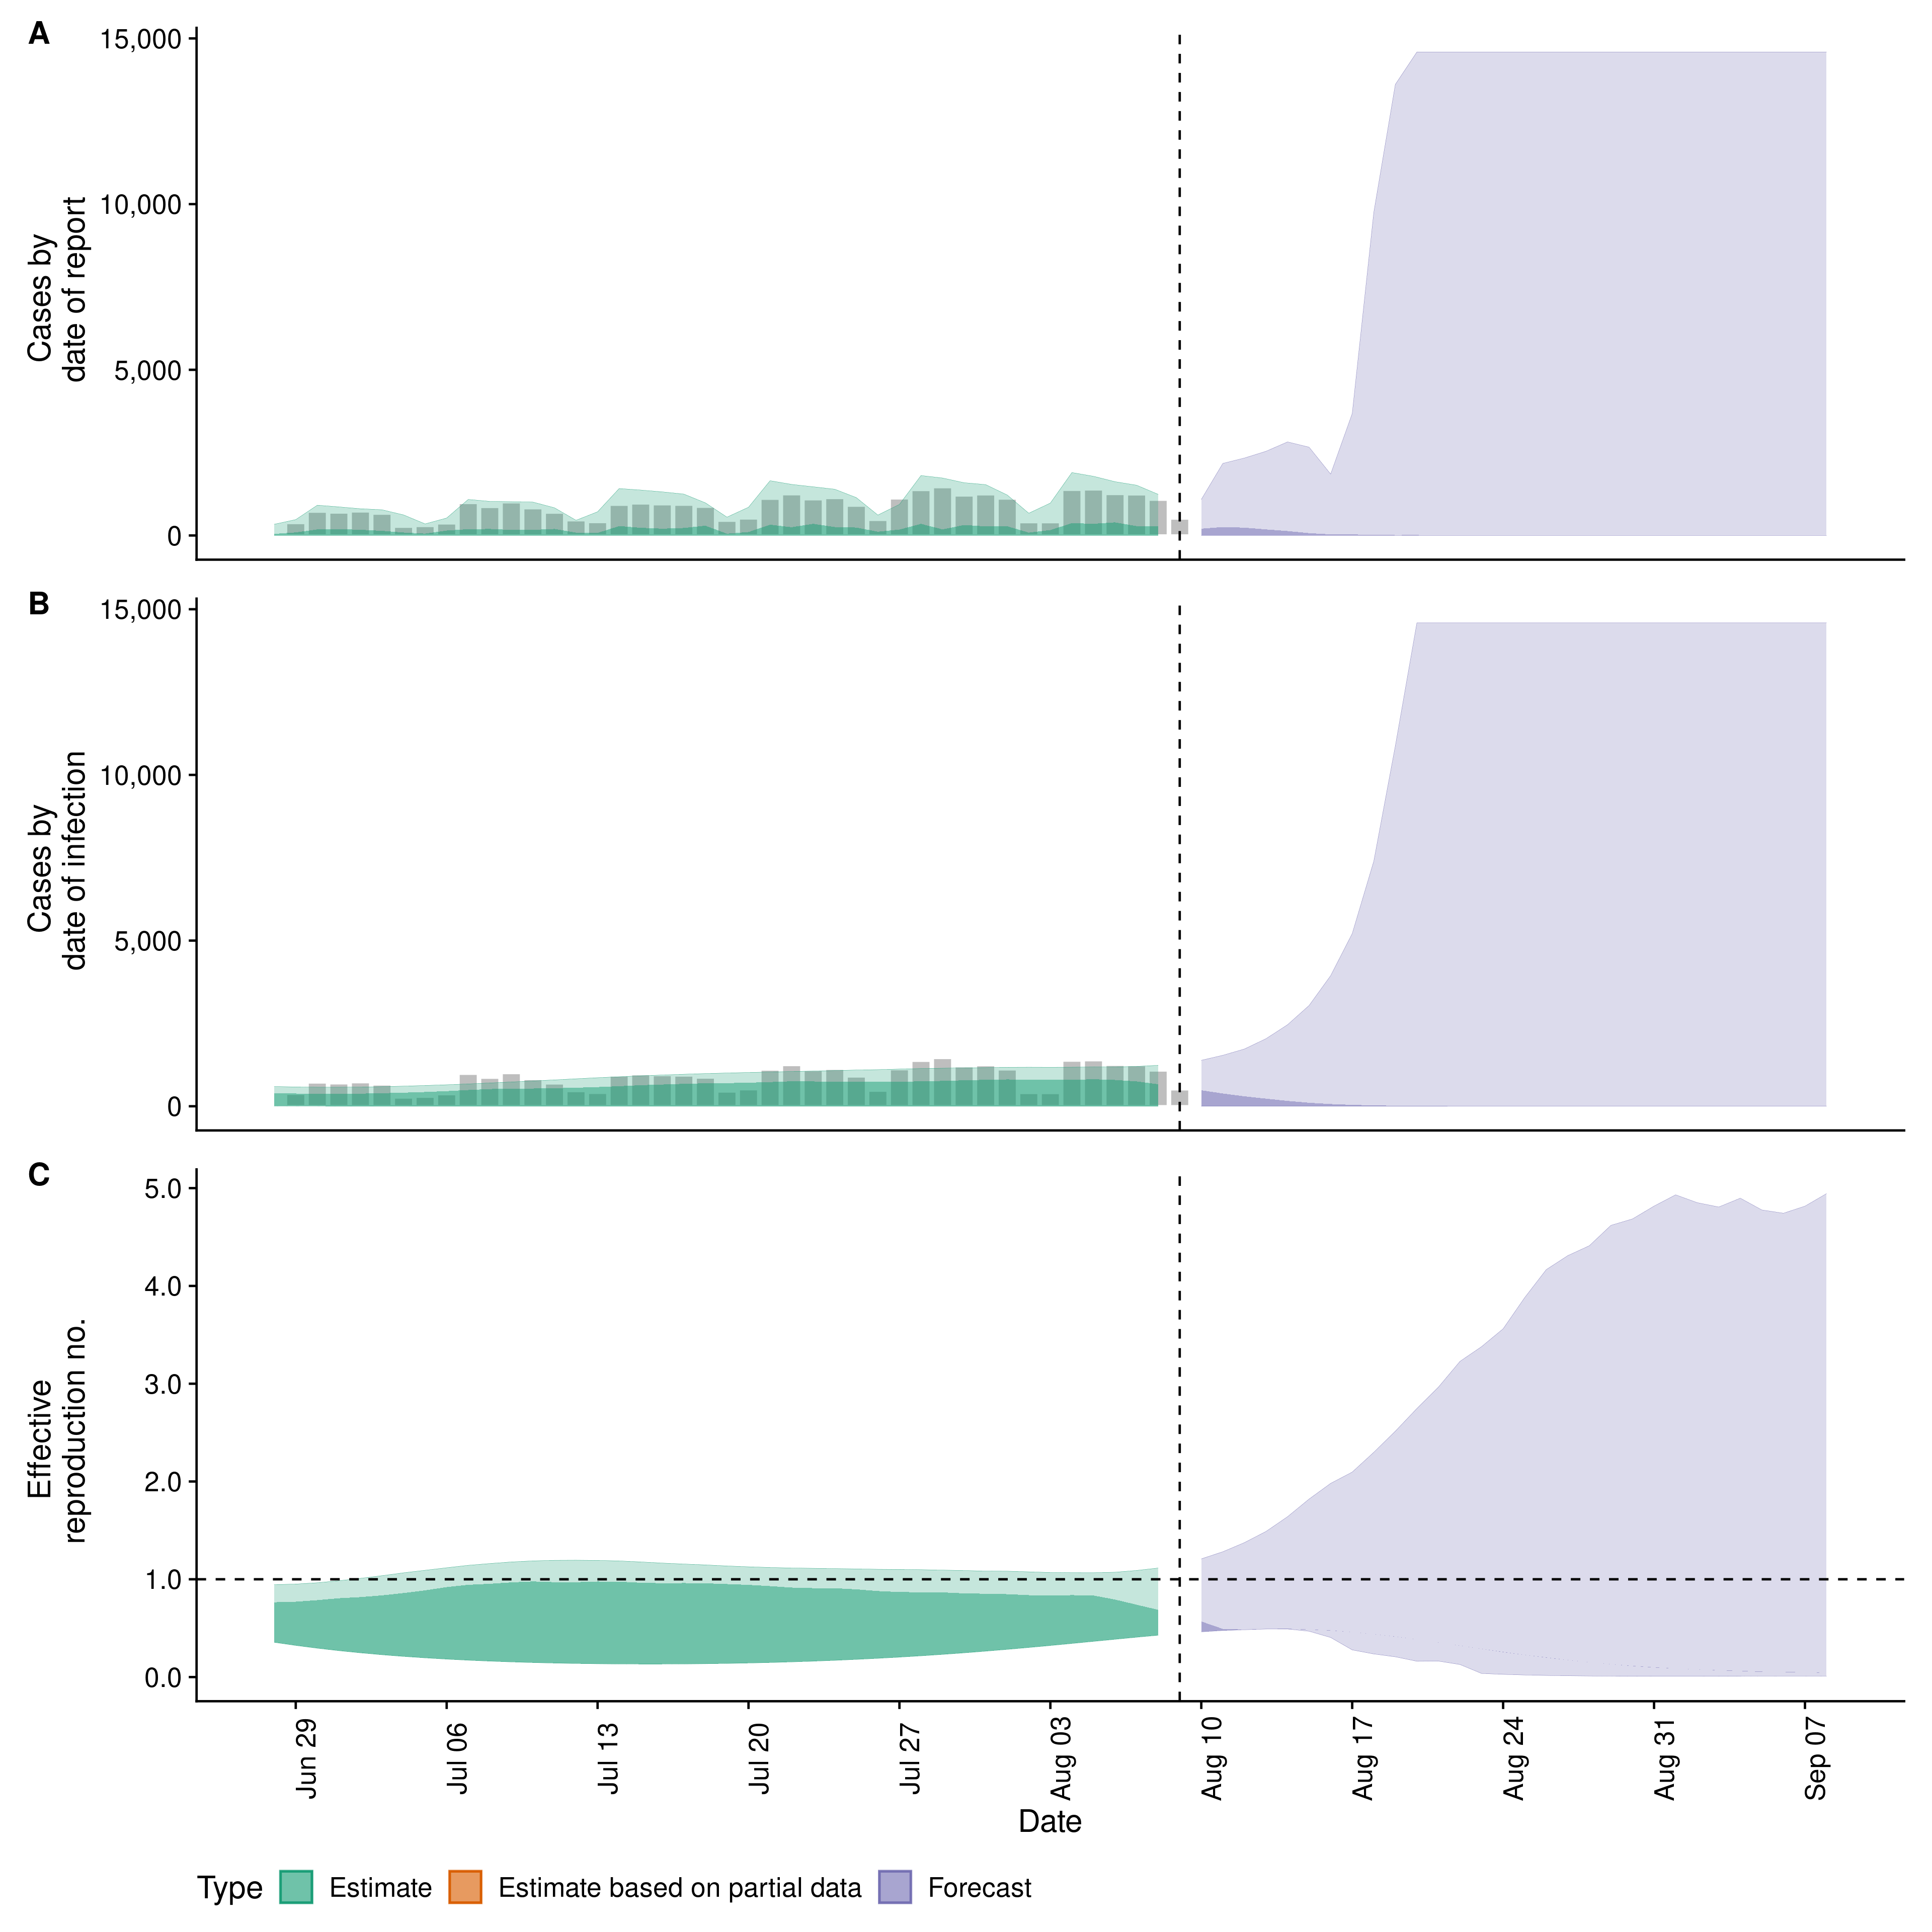 A
15,000
10,000
5,000
0
Cases by
date of report
B
15,000
10,000
5,000
0
Cases by
date of infection
C
5.0
4.0
3.0
2.0
1.0
0.0
Effective
reproduction no.
Jun 29
Jul 06
Jul 13
Jul 20
Jul 27
Aug 03
Aug 10
Aug 17
Aug 24
Aug 31
Sep 07
Date
Type Estimate Estimate based on partial data Forecast